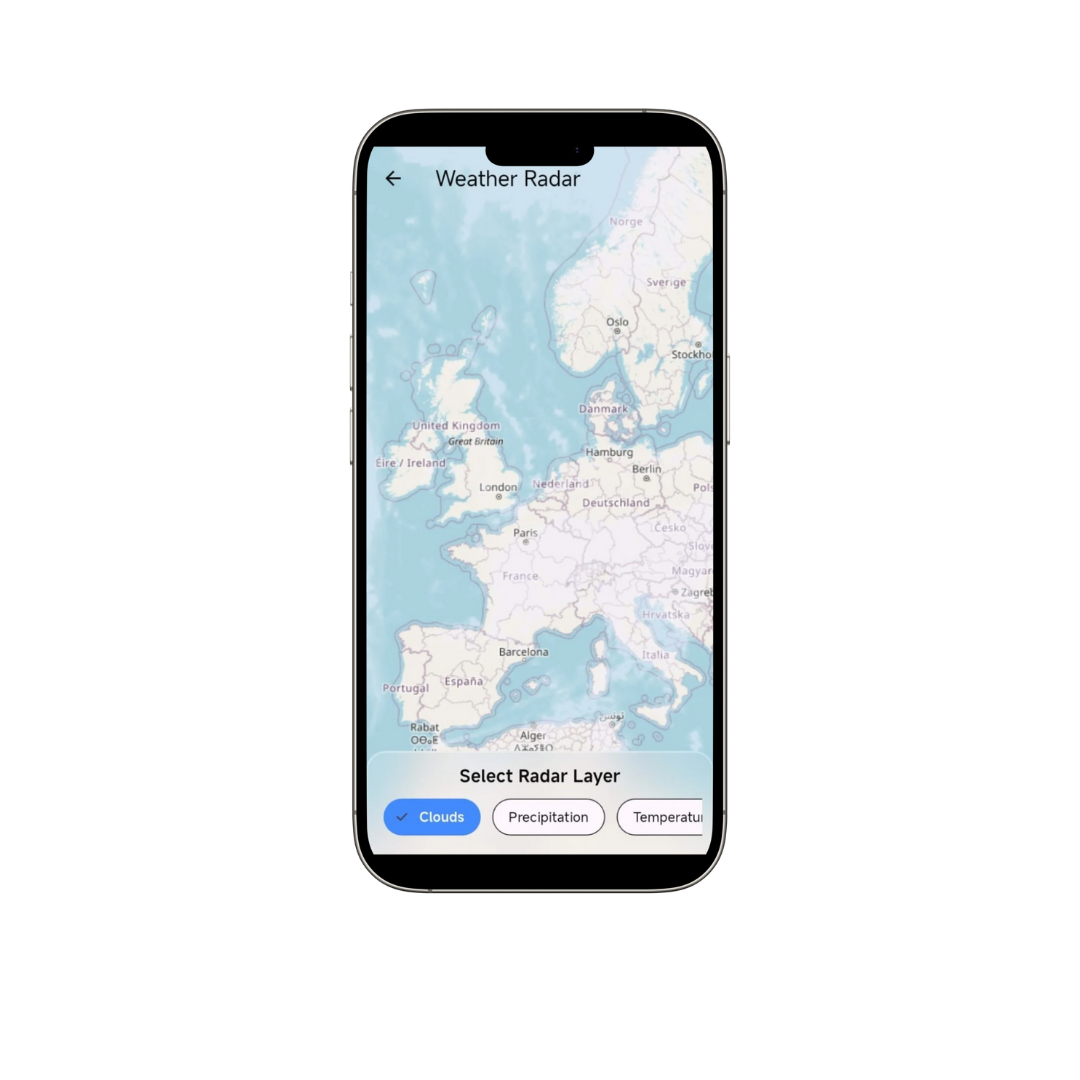 Weather Radar
Norge
Sverige
Oslo
Stockho
Danmark
United Kingdom
Great Britain
Hamburg
Éire / Ireland
Berlin
London
Nederland
Pols
Deutschland
Česko
Paris
Slove
France
Magyar
Zagreb
Hrvatska
Barcelona
Italia
España
Portugal
تونس
Rabat
Alger
Select Radar Layer
Clouds
Precipitation
Temperatur